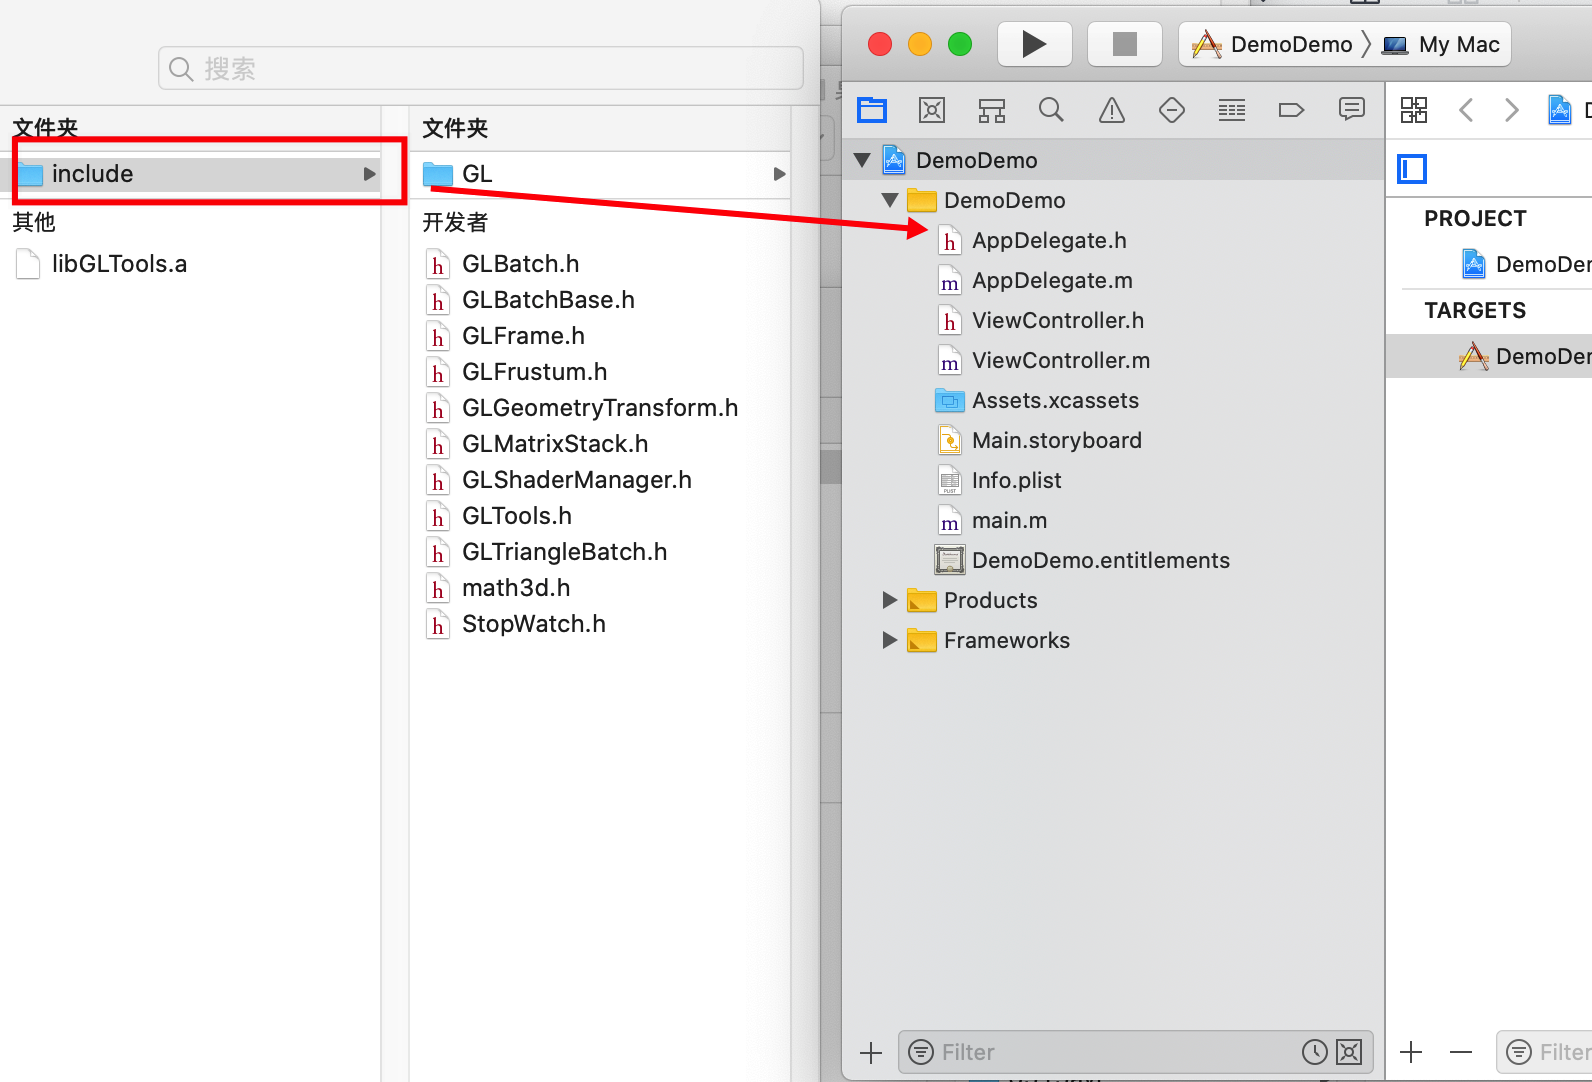 搜索
文件夹
include
其他
libGLTools.a
文件夹
GL
开发者
GLBatch.h
GLBatchBase.h
GLFrame.h
GLFrustum.h
GLGeometryTransform.h
GLMatrixStack.h
GLShaderManager.h
GLTools.h
GLTriangleBatch.h
math3d.h
StopWatch.h
DemoDemo
My Mac
DemoDemo
DemoDemo
AppDelegate.h
AppDelegate.m
ViewController.h
ViewController.m
Assets.xcassets
Main.storyboard
Info.plist
main.m
DemoDemo.entitlements
Products
Frameworks
Filter
PROJECT
DemoDem
TARGETS
DemoDem
Filter